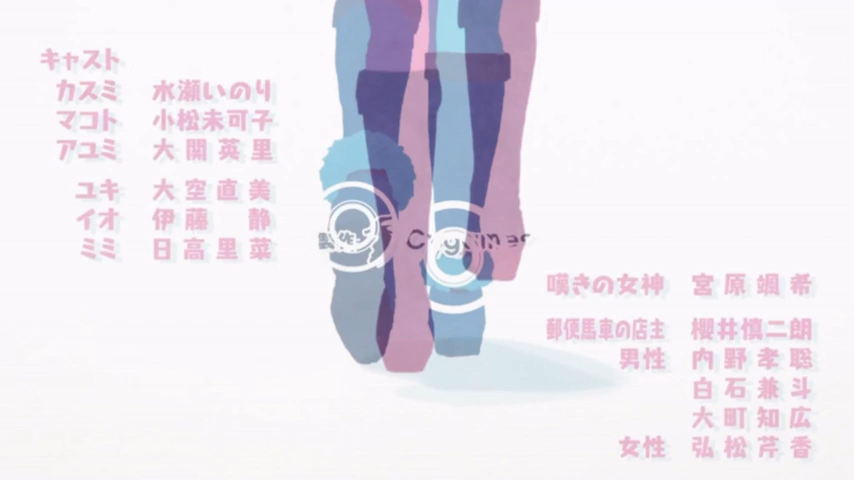 キャスト
カスミ 水瀬いのり
マコト 小松未可子
アユミ 大関英里
ユキ 大空直美
イオ 伊藤 静
ミミ 日高里菜
Cygames
嘆きの女神 宮原颯希
郵便馬車の店主 櫻井慎二朗
男性 内野孝聡
白石兼斗
大町知広
女性 弘松芹香